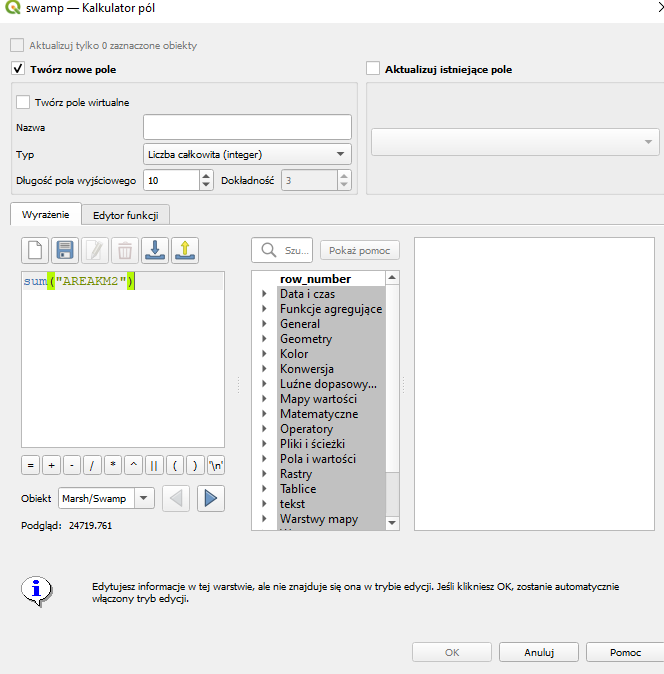 swamp — Kalkulator pól
Aktualizuj tylko 0 zaznaczone obiekty
Twórz nowe pole
Aktualizuj istniejące pole
Twórz pole wirtualne
Nazwa
Typ
Liczba całkowita (integer)
Długość pola wyjściowego
10
Dokładność
3
Wyrażenie
Edytor funkcji
Szu...
Pokaż pomoc
sum("AREAKM2")
row_number
Data i czas
Funkcje agregujące
General
Geometry
Kolor
Konwersja
Luźne dopasowy...
Mapy wartości
Matematyczne
Operatory
Pliki i ścieżki
Pola i wartości
Rastry
Tablice
tekst
Warstwy mapy
= + - / * ^ || ( ) '\n'
Obiekt
Marsh/Swamp
Podgląd: 24719.761
Edytujesz informacje w tej warstwie, ale nie znajduje się ona w trybie edycji. Jeśli klikniesz OK, zostanie automatycznie
włączony tryb edycji.
OK
Anuluj
Pomoc